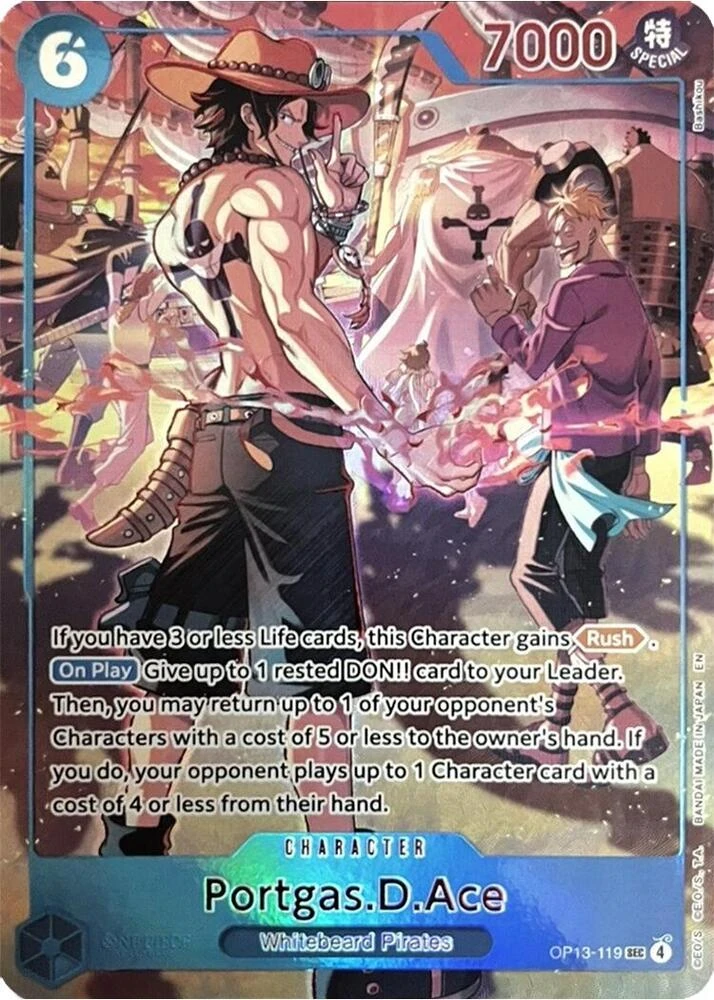 6
7000
特
SPECIAL
Bashikou
If you have 3 or less Life cards, this Character gains Rush.
On Play Give up to 1 rested DON!! card to your Leader.
Then, you may return up to 1 of your opponent's
Characters with a cost of 5 or less to the owner's hand. If
you do, your opponent plays up to 1 Character card with a
cost of 4 or less from their hand.
CHARACTER
Portgas.D.Ace
Whitebeard Pirates
ONE PIECE
OP13-119 SEC 4
©E.O/S ©E.O./S., T.A. BANDAI MADE IN JAPAN EN